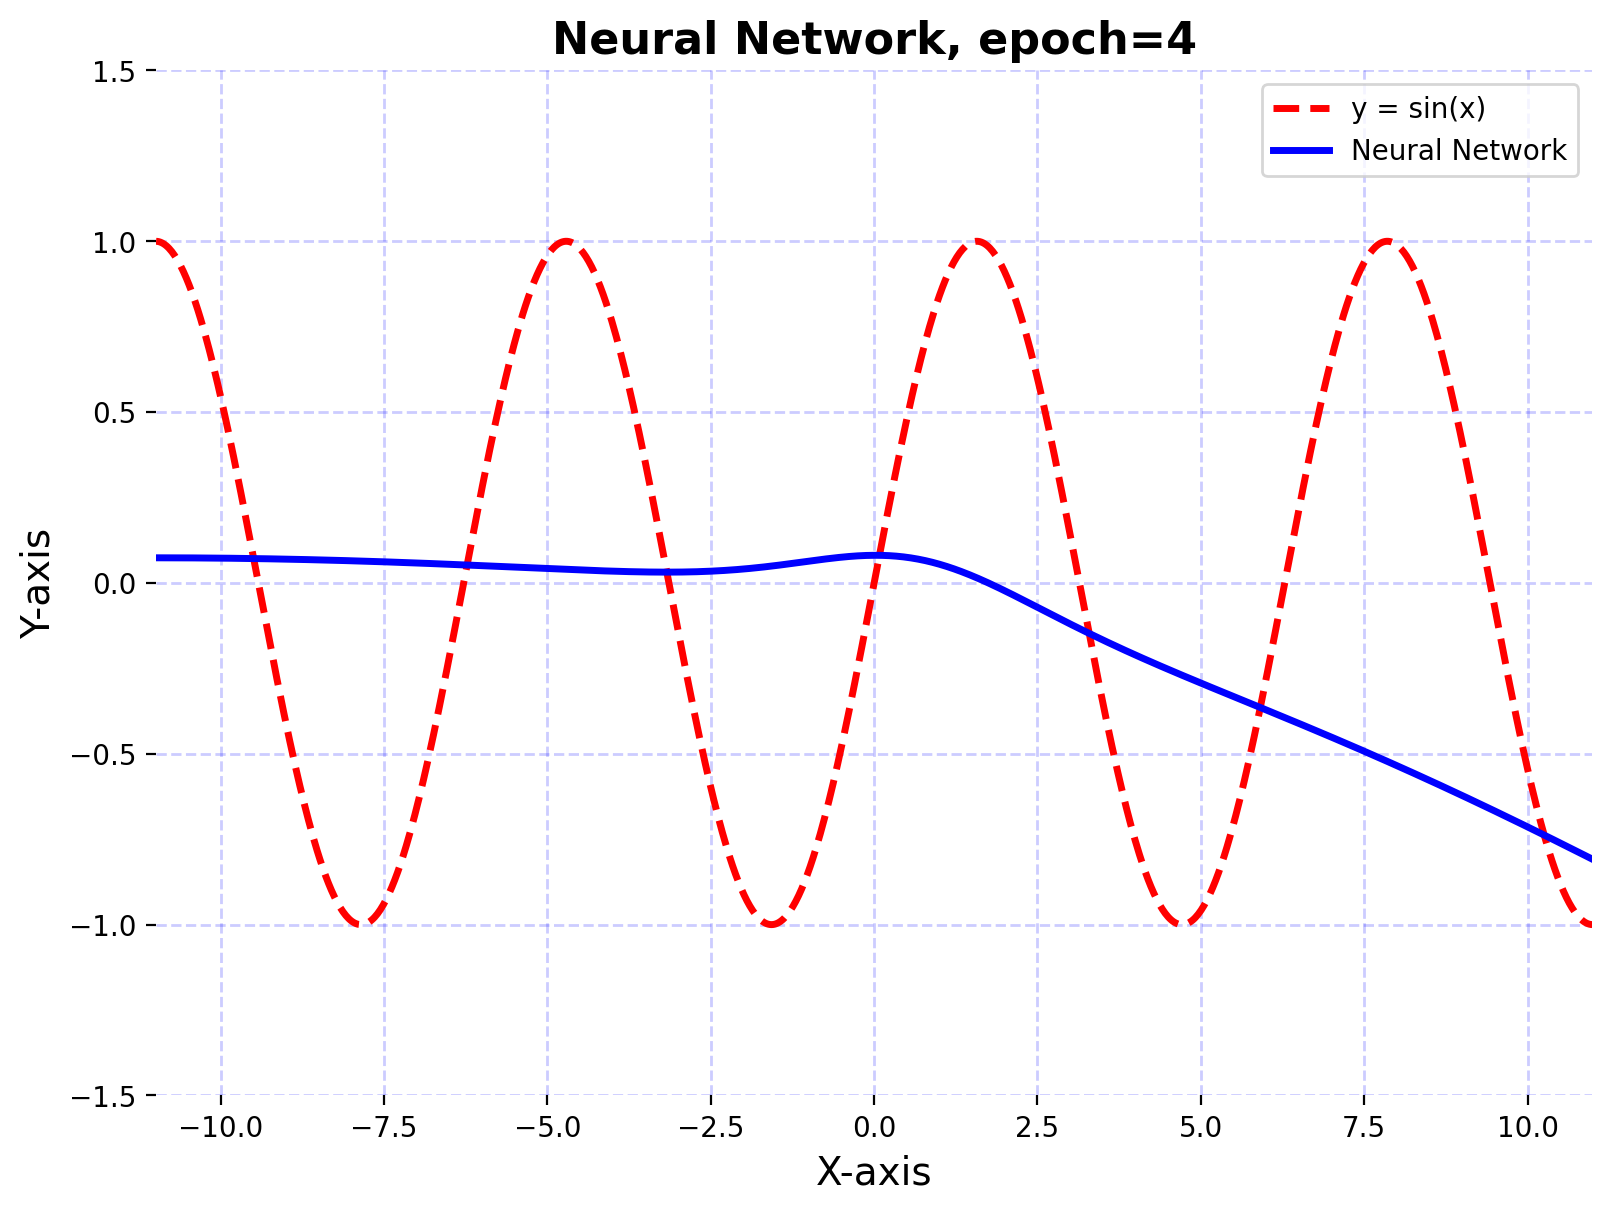 Neural Network, epoch=4
y = sin(x)
Neural Network
1.5
1.0
0.5
0.0
−0.5
−1.0
−1.5
Y-axis
−10.0 −7.5 −5.0 −2.5 0.0 2.5 5.0 7.5 10.0
X-axis